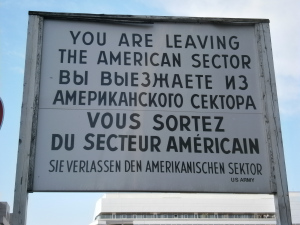 YOU ARE LEAVING
THE AMERICAN SECTOR
ВЫ ВЫЕЗЖАЕТЕ ИЗ
АМЕРИКАНСКОГО СЕКТОРА
VOUS SORTEZ
DU SECTEUR AMÉRICAIN
SIE VERLASSEN DEN AMERIKANISCHEN SEKTOR
US ARMY